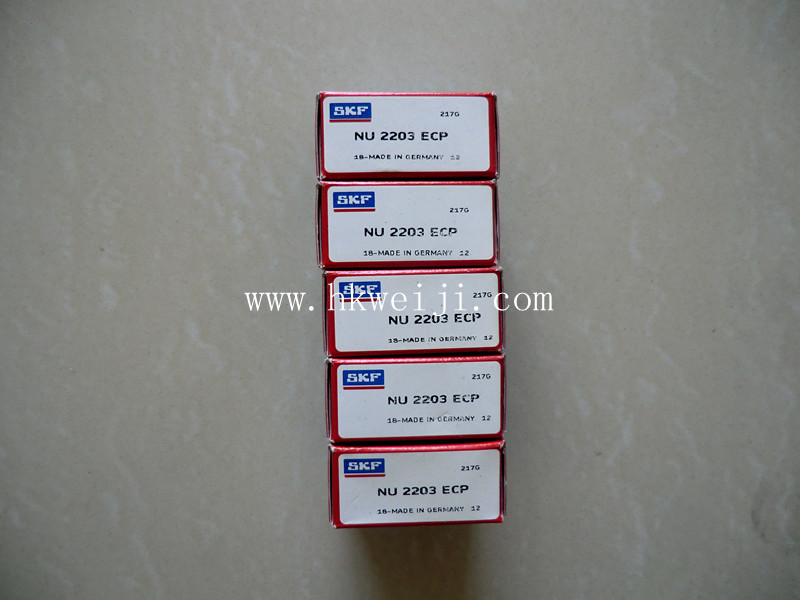 SKF
217G
NU 2203 ECP
18-MADE IN GERMANY 12
SKF
217G
NU 2203 ECP
18-MADE IN GERMANY 12
SKF
217G
www.hkweiji.com
NU 2203 ECP
18-MADE IN GERMANY 12
SKF
217G
NU 2203 ECP
18-MADE IN GERMANY 12
SKF
217G
NU 2203 ECP
18-MADE IN GERMANY 12